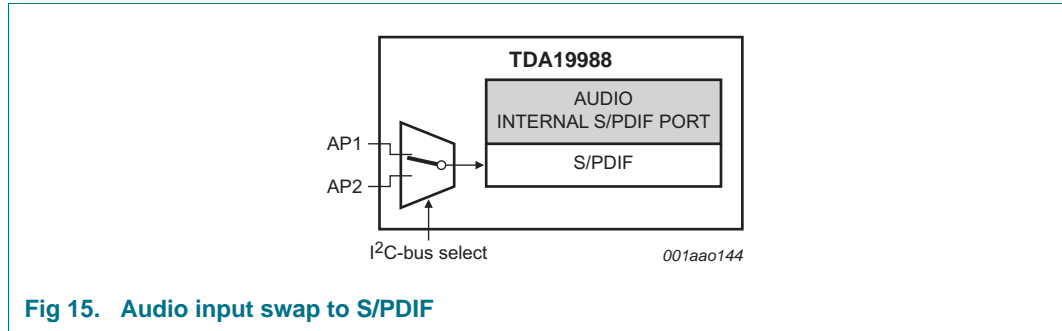 TDA19988
AUDIO
INTERNAL S/PDIF PORT
S/PDIF
AP1
AP2
I²C-bus select
001aao144
Fig 15. Audio input swap to S/PDIF